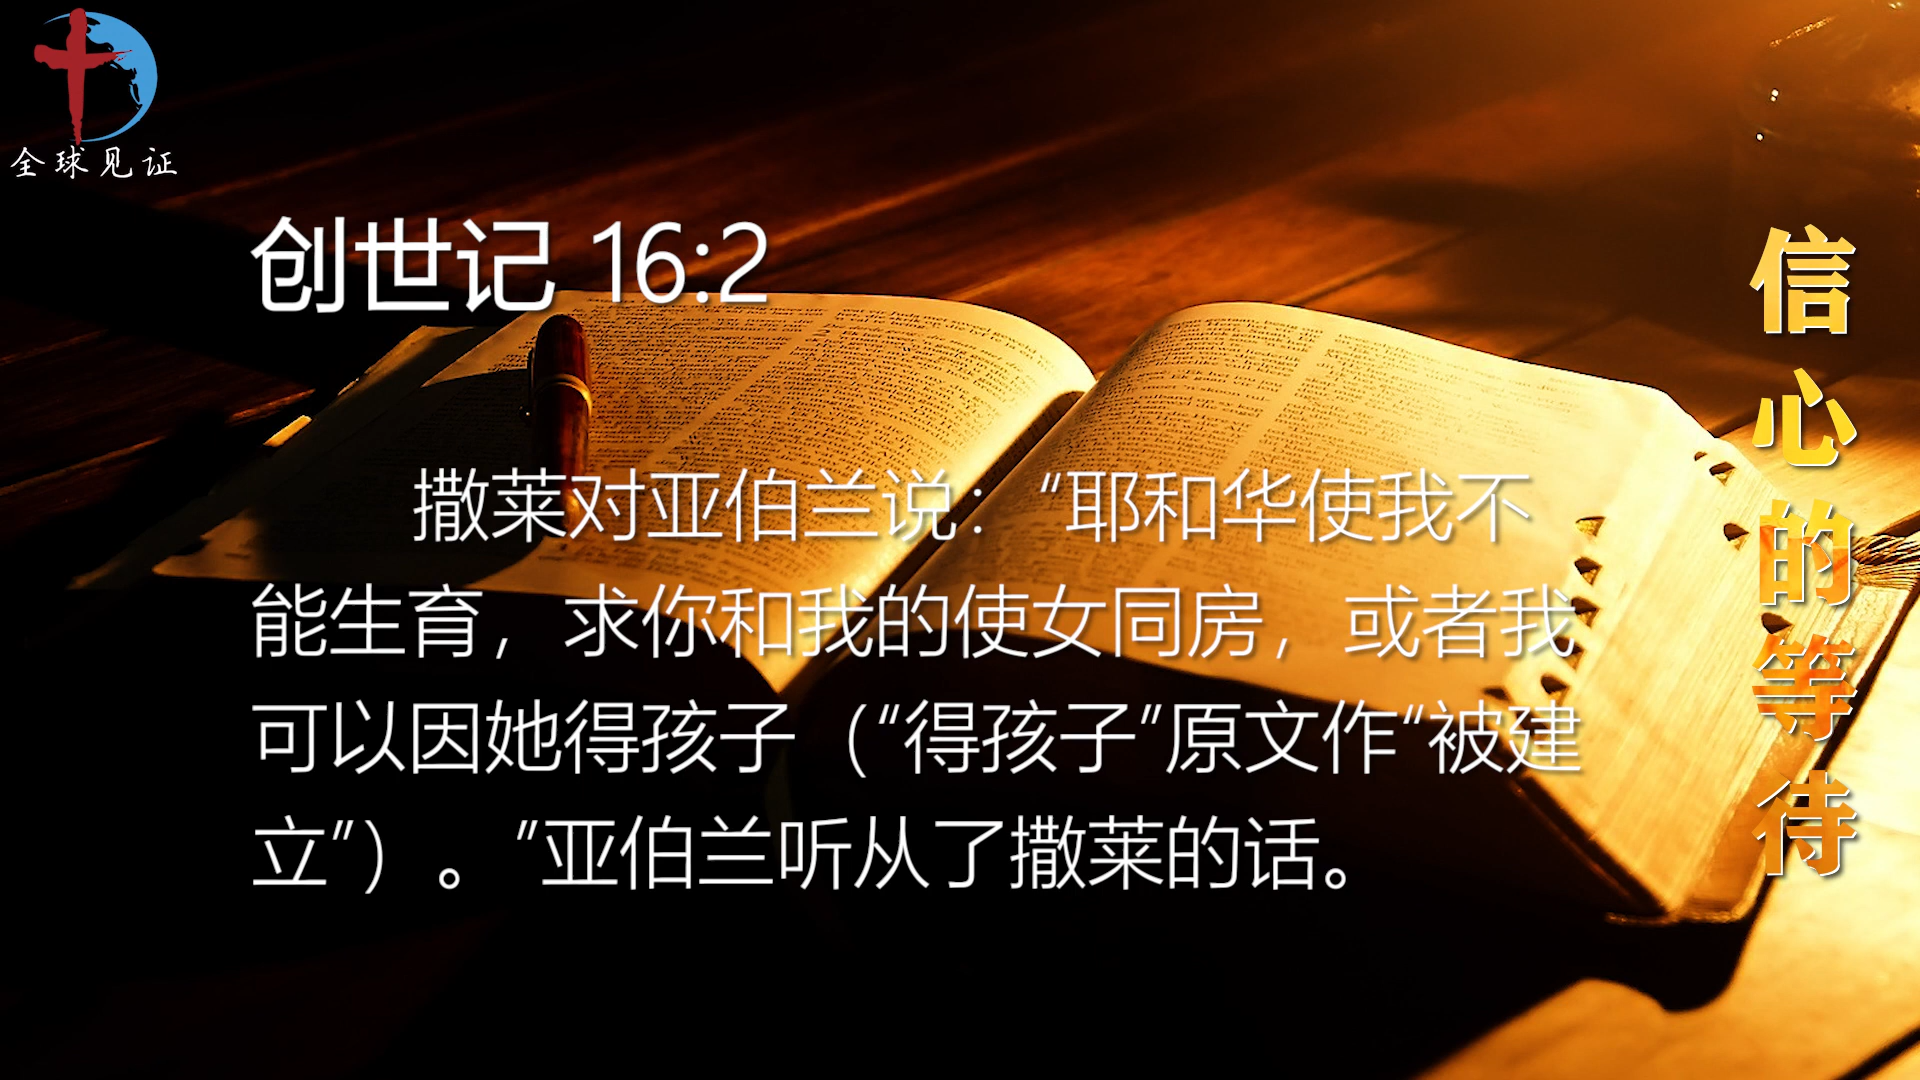 全球见证
创世记 16:2
撒莱对亚伯兰说：“耶和华使我不
能生育，求你和我的使女同房，或者我
可以因她得孩子（“得孩子”原文作“被建
立”）。”亚伯兰听从了撒莱的话。
信心的等待